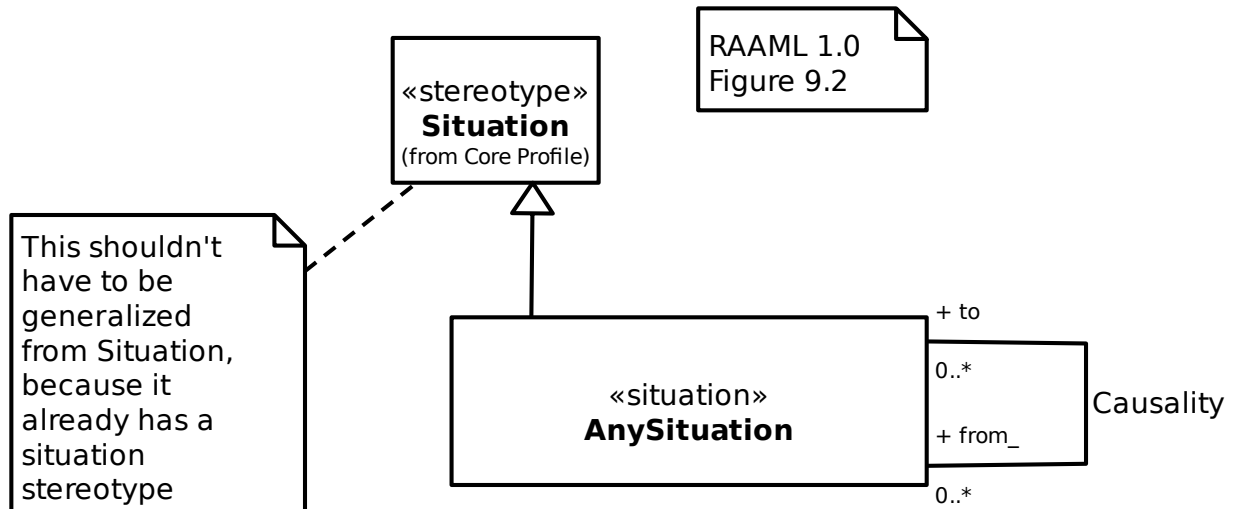 RAAML 1.0
Figure 9.2
«stereotype»
Situation
(from Core Profile)
This shouldn't
have to be
generalized
from Situation,
because it
already has a
situation
stereotype
+ to
0..*
«situation»
AnySituation
Causality
+ from_
0..*